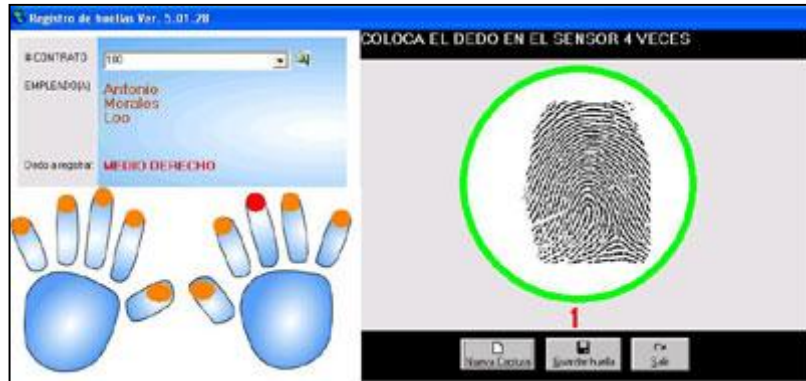 Registro de huellas Ver. 5.01.28
# CONTRATO
100
EMPLEADO(A)
Antonio
Morales
Loo
Dedo a registrar:
MEDIO DERECHO
COLOCA EL DEDO EN EL SENSOR 4 VECES
1
Nueva Captura
Guardar huella
Salir